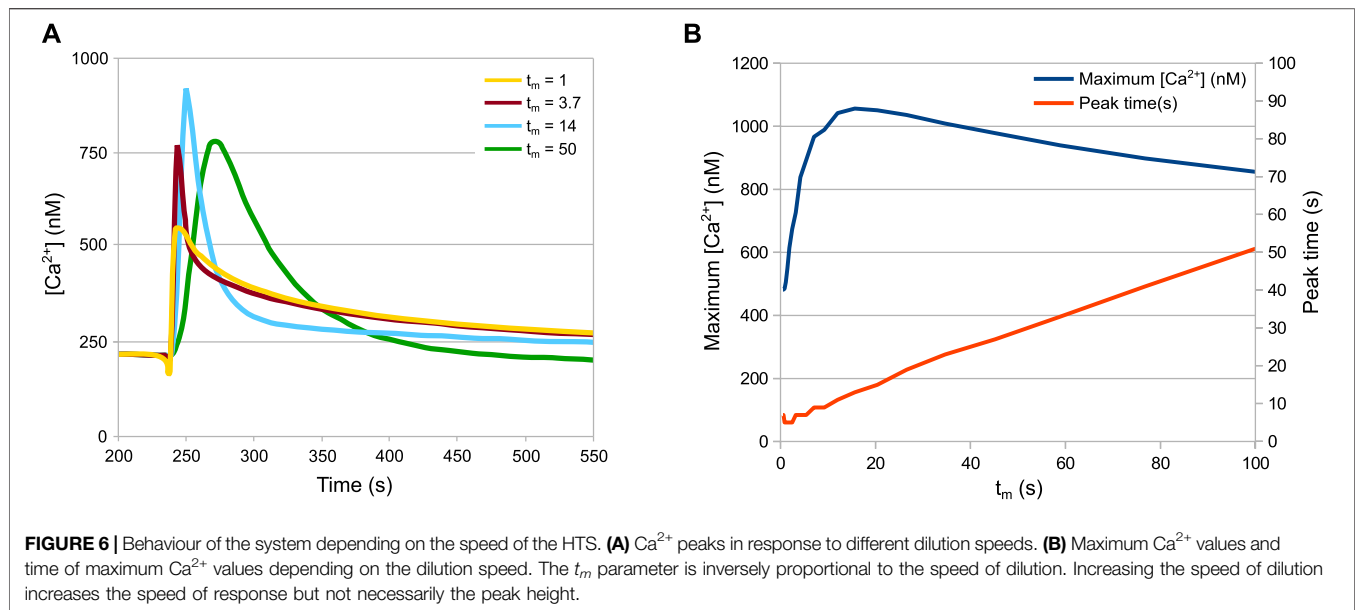 A
B
1000
750
500
250
0
[Ca²⁺] (nM)
tₘ = 1
tₘ = 3.7
tₘ = 14
tₘ = 50
200 250 300 350 400 450 500 550
Time (s)
1200
1000
800
600
400
200
0
Maximum [Ca²⁺] (nM)
Maximum [Ca²⁺] (nM)
Peak time(s)
100
90
80
70
60
50
40
30
20
10
0
Peak time (s)
0 20 40 60 80 100
tₘ (s)
FIGURE 6 | Behaviour of the system depending on the speed of the HTS. (A) Ca²⁺ peaks in response to different dilution speeds. (B) Maximum Ca²⁺ values and
time of maximum Ca²⁺ values depending on the dilution speed. The tₘ parameter is inversely proportional to the speed of dilution. Increasing the speed of dilution
increases the speed of response but not necessarily the peak height.